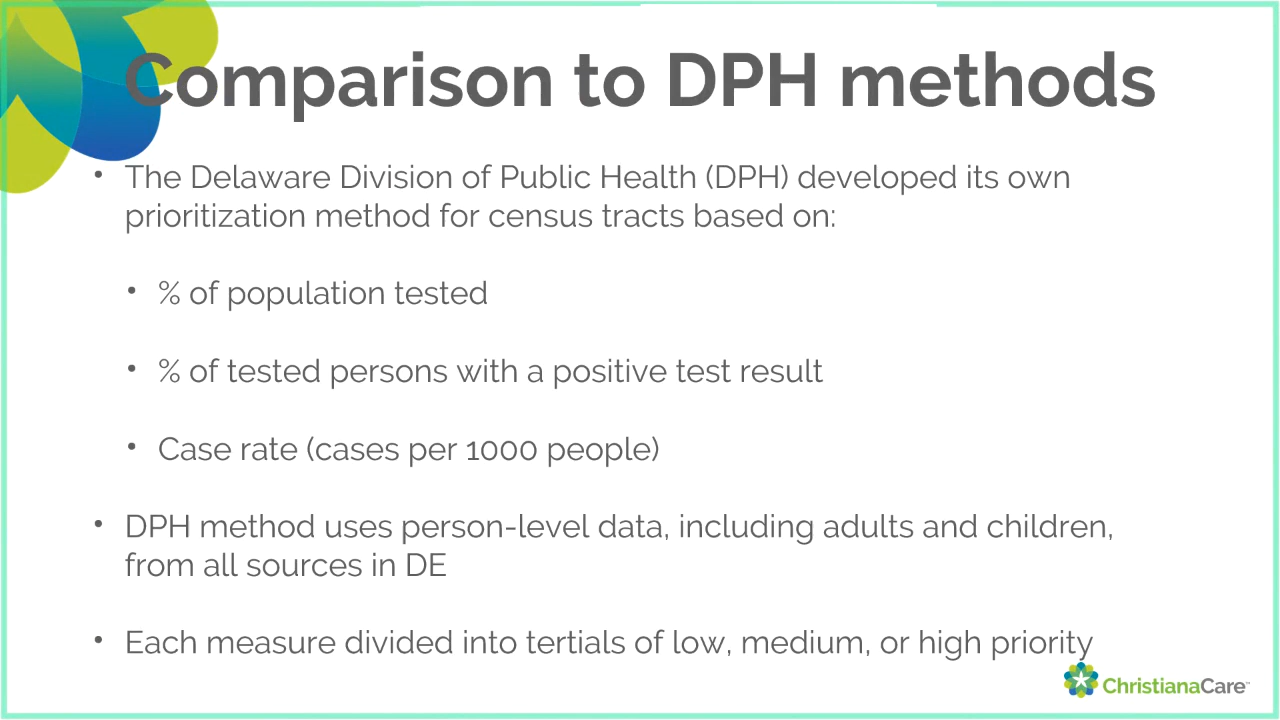 Comparison to DPH methods
• The Delaware Division of Public Health (DPH) developed its own
prioritization method for census tracts based on:
• % of population tested
• % of tested persons with a positive test result
• Case rate (cases per 1000 people)
• DPH method uses person-level data, including adults and children,
from all sources in DE
• Each measure divided into tertials of low, medium, or high priority
ChristianaCare™